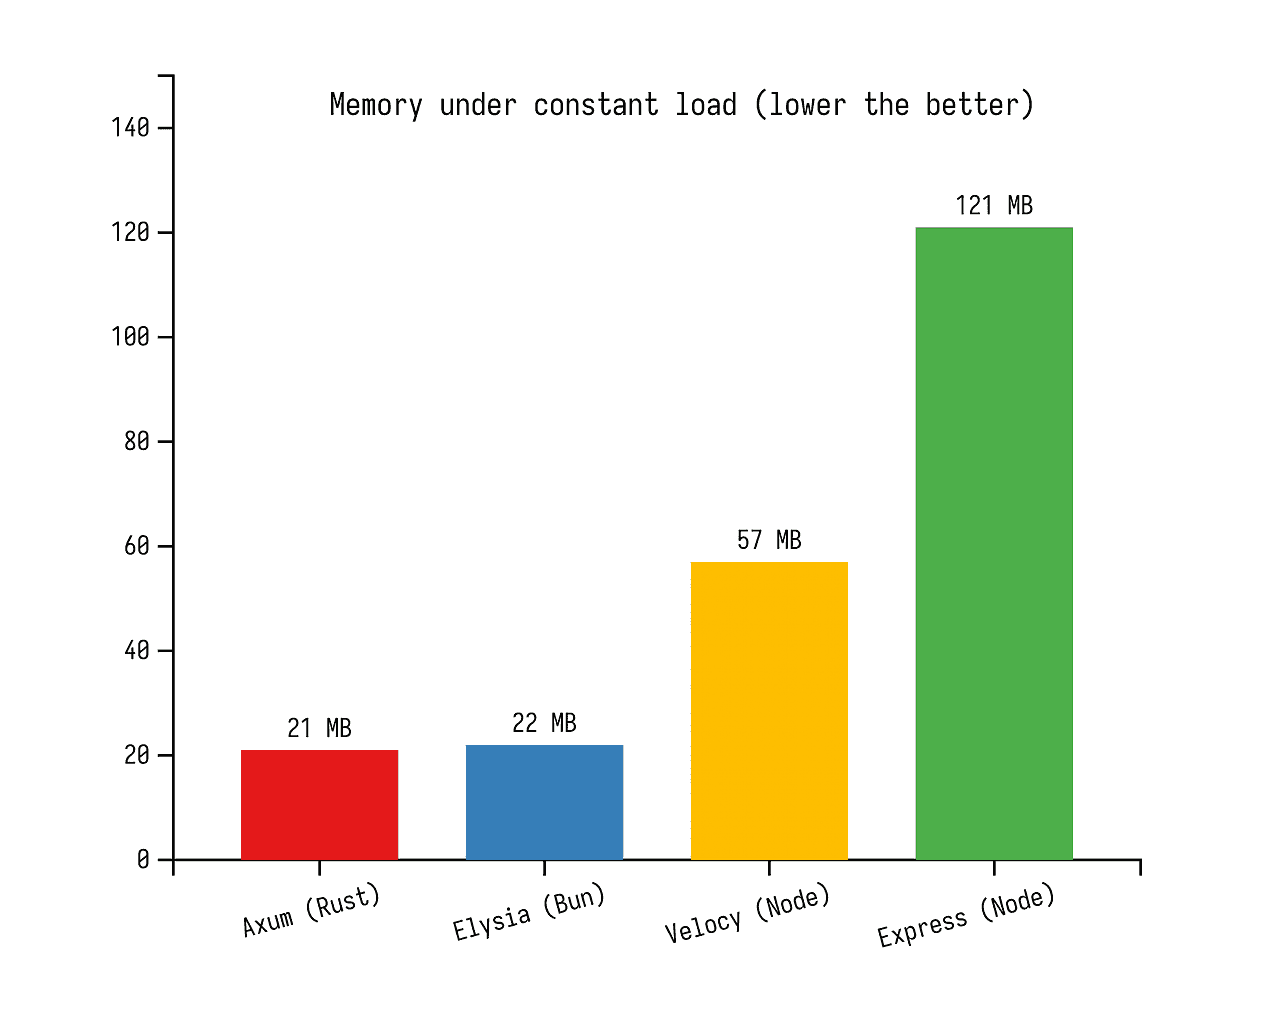 Memory under constant load (lower the better)
140
120
100
80
60
40
20
0
21 MB
22 MB
57 MB
121 MB
Axum (Rust)
Elysia (Bun)
Velocy (Node)
Express (Node)